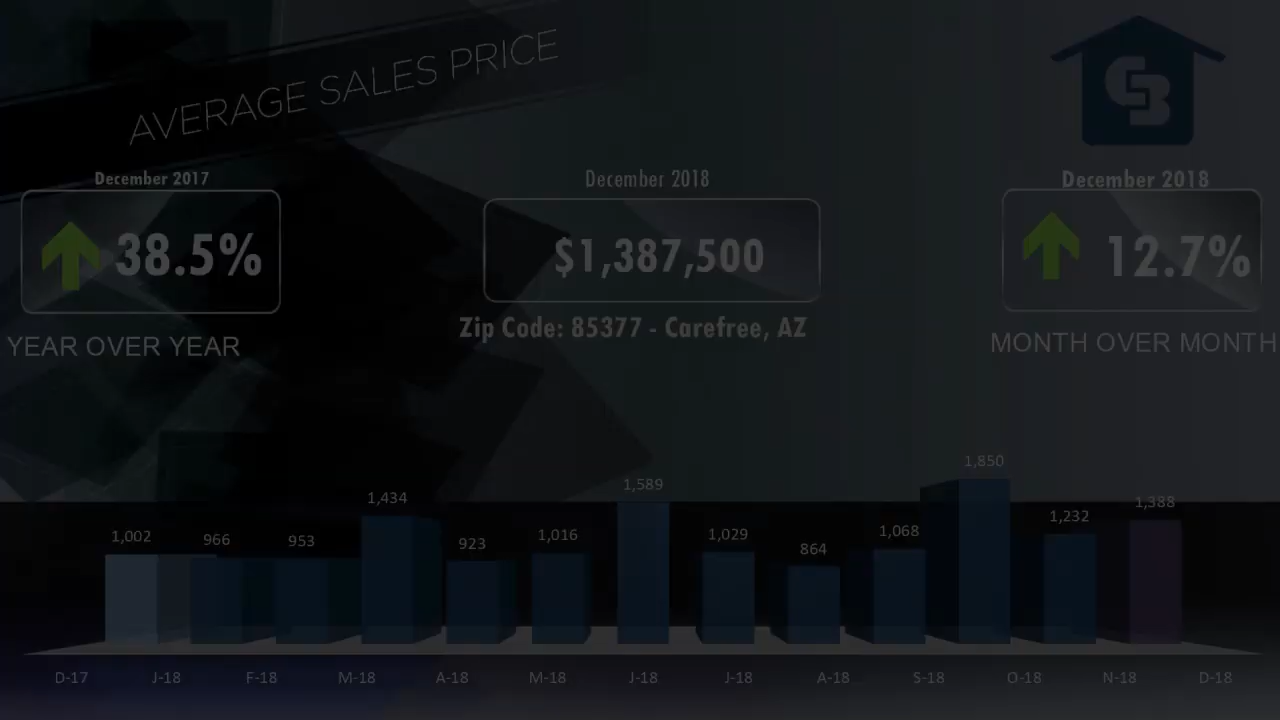 AVERAGE SALES PRICE
CB
December 2017
38.5%
YEAR OVER YEAR
December 2018
$1,387,500
Zip Code: 85377 - Carefree, AZ
December 2018
12.7%
MONTH OVER MONTH
1,002 966 953 1,434 923 1,016 1,589 1,029 864 1,068 1,850 1,232 1,388
D-17 J-18 F-18 M-18 A-18 M-18 J-18 J-18 A-18 S-18 O-18 N-18 D-18